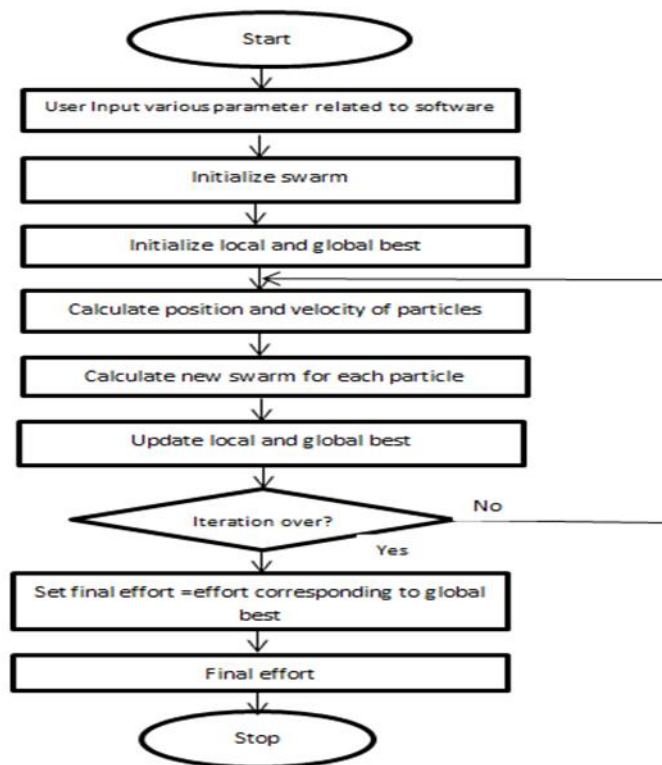 Start
User Input various parameter related to software
Initialize swarm
Initialize local and global best
Calculate position and velocity of particles
Calculate new swarm for each particle
Update local and global best
No
Iteration over?
Yes
Set final effort =effort corresponding to global
best
Final effort
Stop